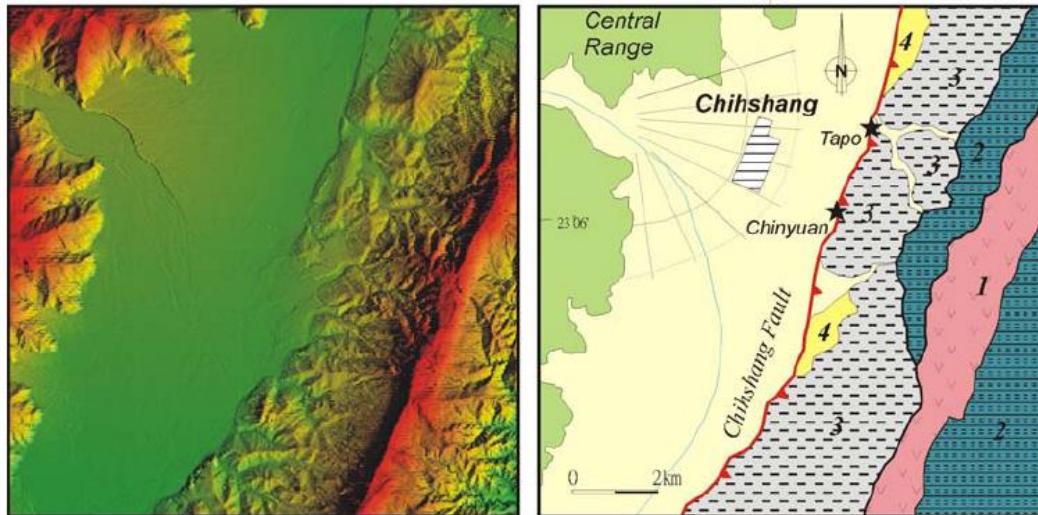 Central
Range
4
3
N
Chihshang
Tapo
2
3
23°06'
3
Chinyuan
1
4
Chihshang Fault
3
2
0 2km